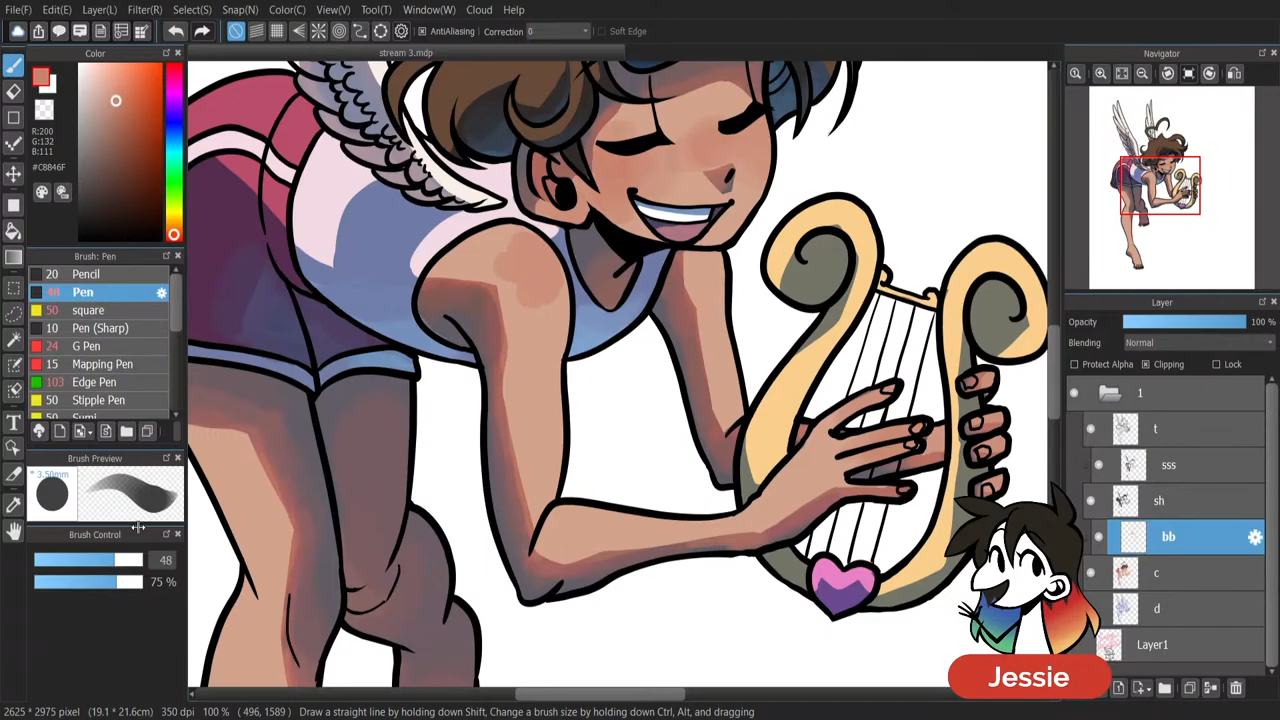 File(F) Edit(E) Layer(L) Filter(R) Select(S) Snap(N) Color(C) View(V) Tool(T) Window(W) Cloud Help
AntiAliasing Correction 0 Soft Edge
stream 3.mdp
Color
R:200
G:132
B:111
#C8846F
Brush: Pen
20 Pencil
48 Pen
50 square
10 Pen (Sharp)
24 G Pen
15 Mapping Pen
103 Edge Pen
50 Stipple Pen
50 Sumi
Brush Preview
* 3.50mm
Brush Control
48
75 %
Navigator
Layer
Opacity 100 %
Blending Normal
Protect Alpha Clipping Lock
1
t
sss
sh
bb
c
d
Layer1
Jessie
2625 * 2975 pixel (19.1 * 21.6cm) 350 dpi 100 % ( 496, 1589 ) Draw a straight line by holding down Shift, Change a brush size by holding down Ctrl, Alt, and dragging